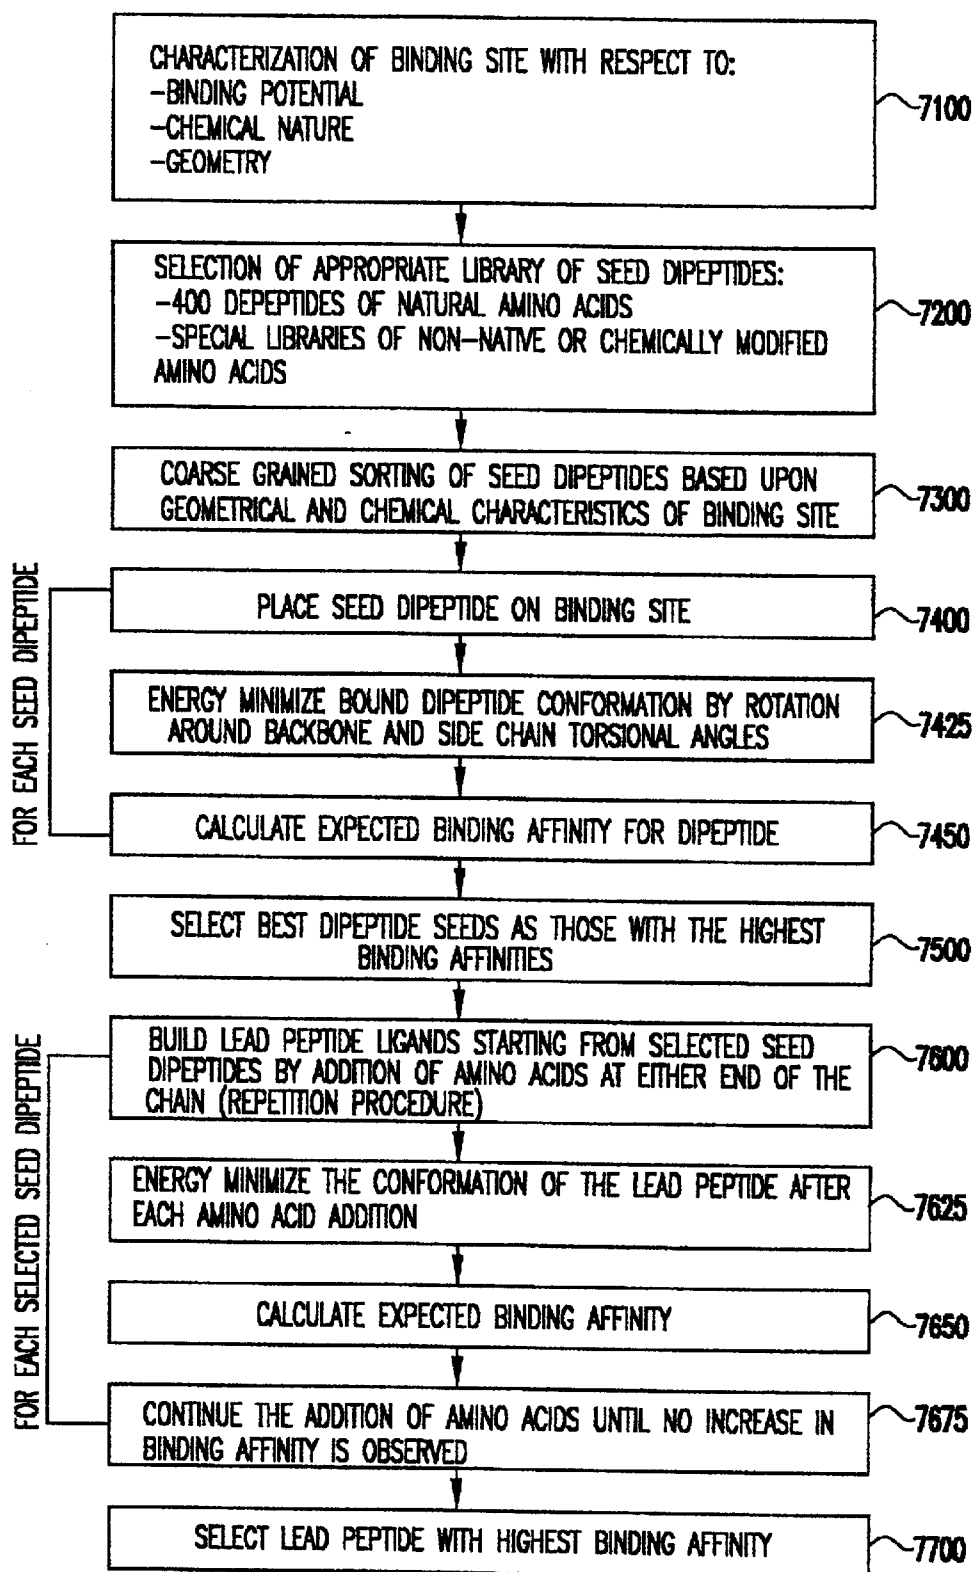 CHARACTERIZATION OF BINDING SITE WITH RESPECT TO:
-BINDING POTENTIAL
-CHEMICAL NATURE
-GEOMETRY
7100
SELECTION OF APPROPRIATE LIBRARY OF SEED DIPEPTIDES:
-400 DEPEPTIDES OF NATURAL AMINO ACIDS
-SPECIAL LIBRARIES OF NON-NATIVE OR CHEMICALLY MODIFIED
AMINO ACIDS
7200
COARSE GRAINED SORTING OF SEED DIPEPTIDES BASED UPON
GEOMETRICAL AND CHEMICAL CHARACTERISTICS OF BINDING SITE
7300
FOR EACH SEED DIPEPTIDE
PLACE SEED DIPEPTIDE ON BINDING SITE
7400
ENERGY MINIMIZE BOUND DIPEPTIDE CONFORMATION BY ROTATION
AROUND BACKBONE AND SIDE CHAIN TORSIONAL ANGLES
7425
CALCULATE EXPECTED BINDING AFFINITY FOR DIPEPTIDE
7450
SELECT BEST DIPEPTIDE SEEDS AS THOSE WITH THE HIGHEST
BINDING AFFINITIES
7500
FOR EACH SELECTED SEED DIPEPTIDE
BUILD LEAD PEPTIDE LIGANDS STARTING FROM SELECTED SEED
DIPEPTIDES BY ADDITION OF AMINO ACIDS AT EITHER END OF THE
CHAIN (REPETITION PROCEDURE)
7600
ENERGY MINIMIZE THE CONFORMATION OF THE LEAD PEPTIDE AFTER
EACH AMINO ACID ADDITION
7625
CALCULATE EXPECTED BINDING AFFINITY
7650
CONTINUE THE ADDITION OF AMINO ACIDS UNTIL NO INCREASE IN
BINDING AFFINITY IS OBSERVED
7675
SELECT LEAD PEPTIDE WITH HIGHEST BINDING AFFINITY
7700